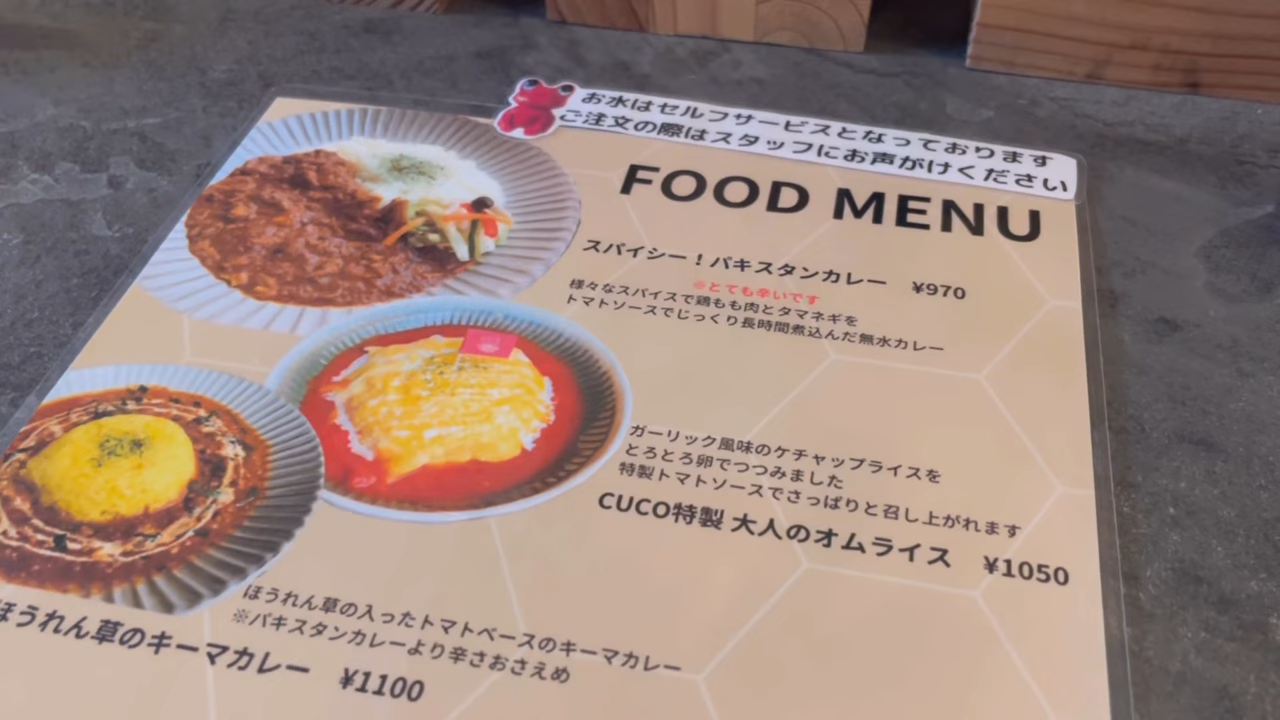 お水はセルフサービスとなっております
ご注文の際はスタッフにお声がけください
FOOD MENU
スパイシー！パキスタンカレー ¥970
※とても辛いです
様々なスパイスで鶏もも肉とタマネギを
トマトソースでじっくり長時間煮込んだ無水カレー
ガーリック風味のケチャップライスを
とろとろ卵でつつみました
特製トマトソースでさっぱりと召し上がれます
CUCO特製 大人のオムライス ¥1050
ほうれん草の入ったトマトベースのキーマカレー
※パキスタンカレーより辛さおさえめ
ほうれん草のキーマカレー ¥1100